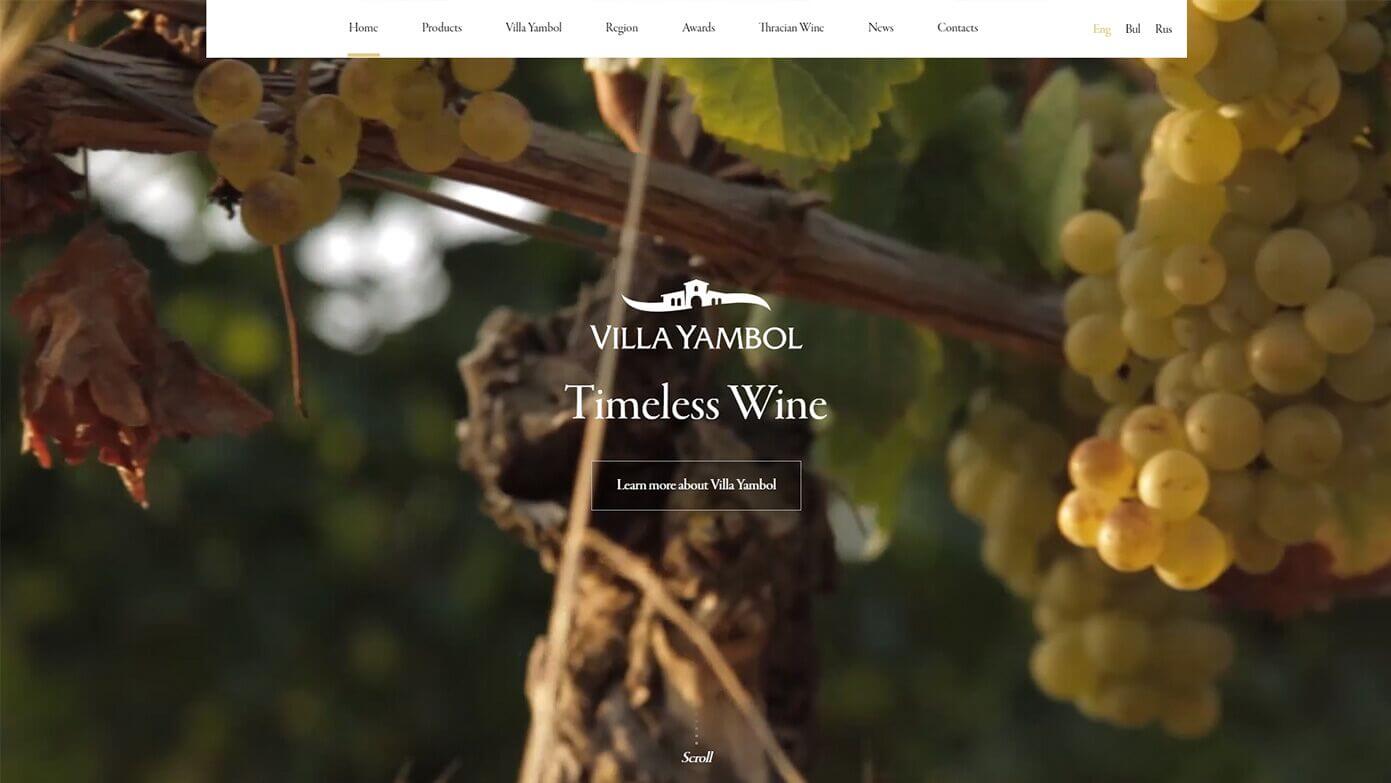 Home Products Villa Yambol Region Awards Thracian Wine News Contacts Eng Bul Rus
VILLA YAMBOL
Timeless Wine
Learn more about Villa Yambol
Scroll